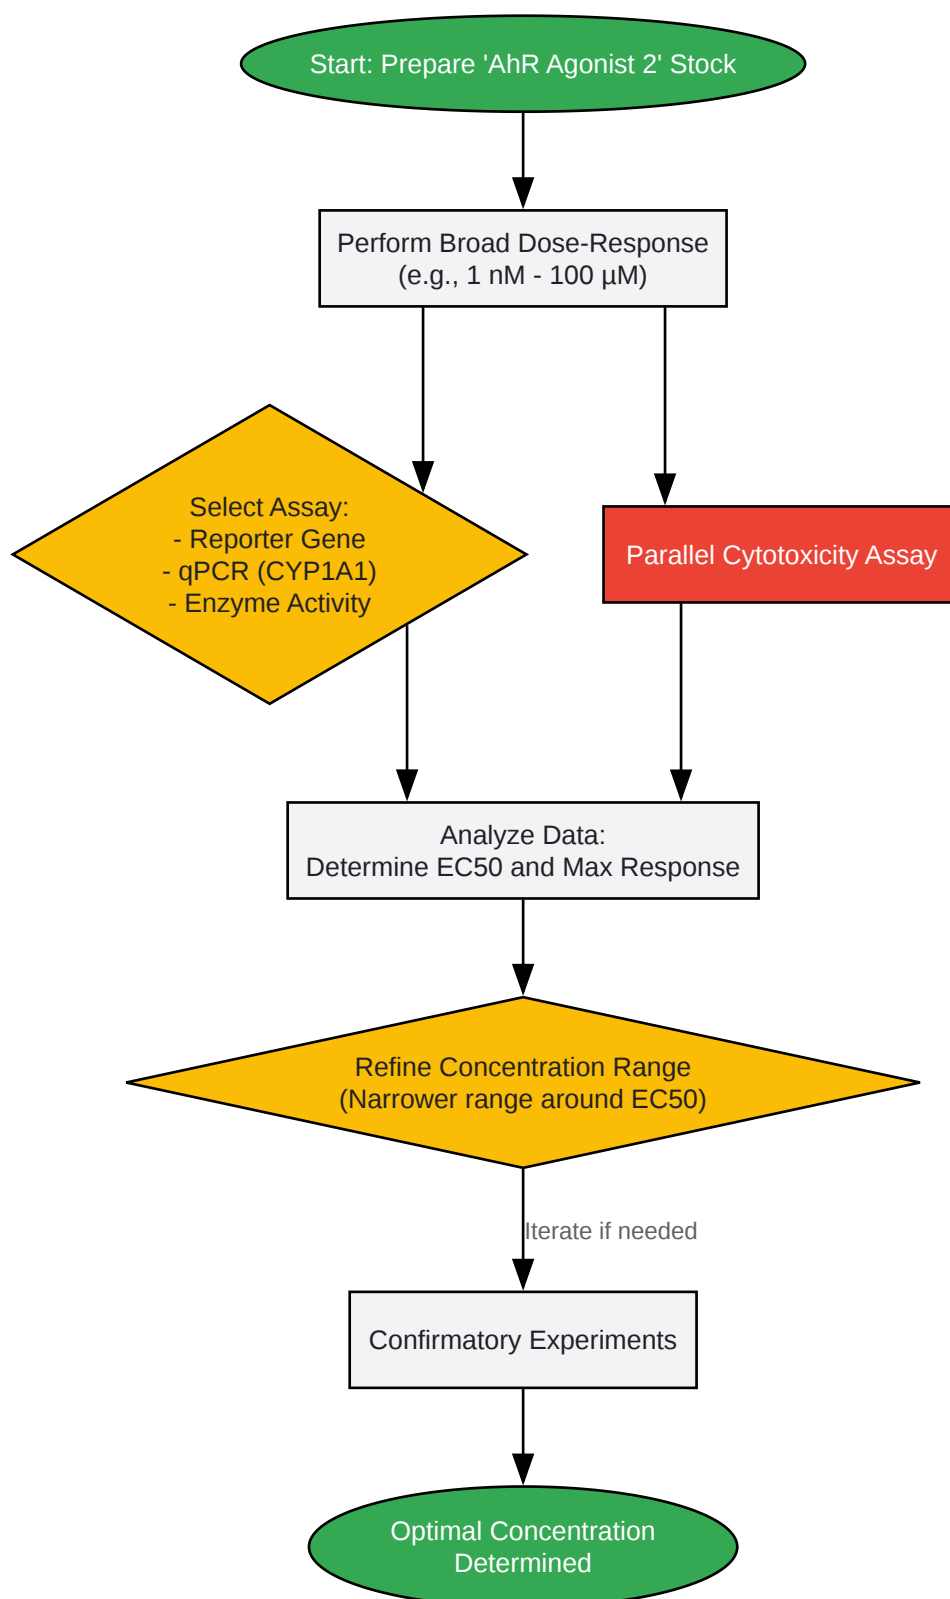 Start: Prepare 'AhR Agonist 2' Stock
Perform Broad Dose-Response
(e.g., 1 nM - 100 µM)
Select Assay:
- Reporter Gene
- qPCR (CYP1A1)
- Enzyme Activity
Parallel Cytotoxicity Assay
Analyze Data:
Determine EC50 and Max Response
Refine Concentration Range
(Narrower range around EC50)
Iterate if needed
Confirmatory Experiments
Optimal Concentration
Determined